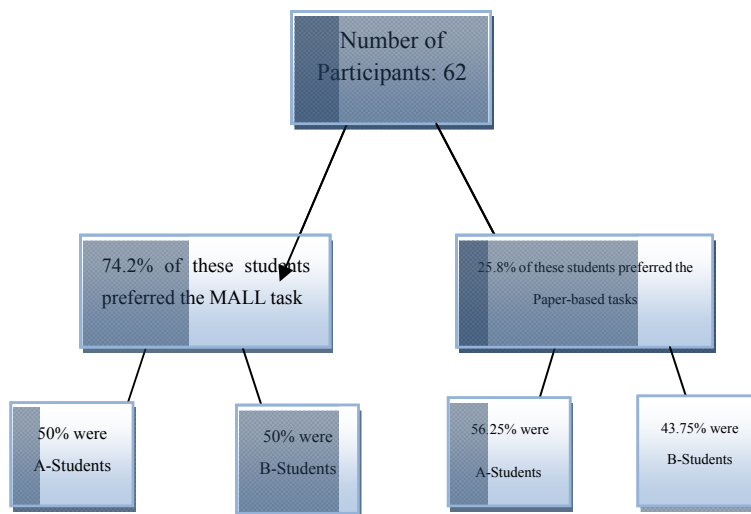 Number of
Participants: 62
74.2% of these students
preferred the MALL task
25.8% of these students preferred the
Paper-based tasks
50% were
A-Students
50% were
B-Students
56.25% were
A-Students
43.75% were
B-Students